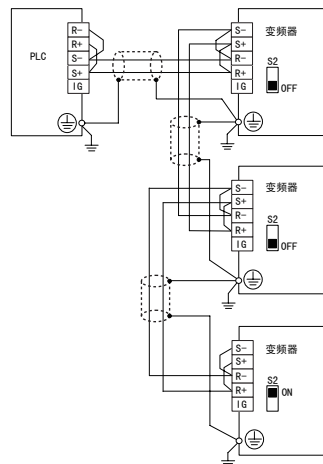 PLC
R-
R+
S-
S+
IG
S-
S+
R-
R+
IG
变频器
S2
OFF
S-
S+
R-
R+
IG
变频器
S2
OFF
S-
S+
R-
R+
IG
变频器
S2
ON